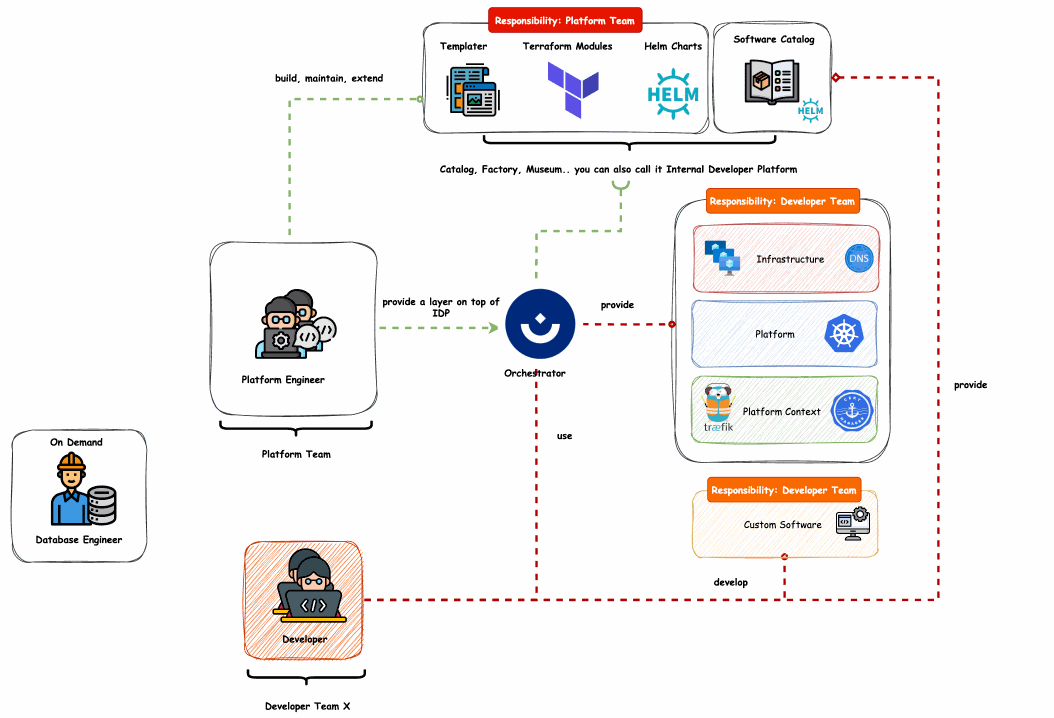 Responsibility: Platform Team
Templater
Terraform Modules
Helm Charts
Software Catalog
HELM
HELM
build, maintain, extend
Catalog, Factory, Museum.. you can also call it Internal Developer Platform
Responsibility: Developer Team
Infrastructure
DNS
provide a layer on top of
IDP
provide
Platform
Platform Engineer
Orchestrator
Platform Context
træfik
CERT
MANAGER
provide
use
Platform Team
On Demand
Database Engineer
Responsibility: Developer Team
Custom Software
develop
Developer
Developer Team X